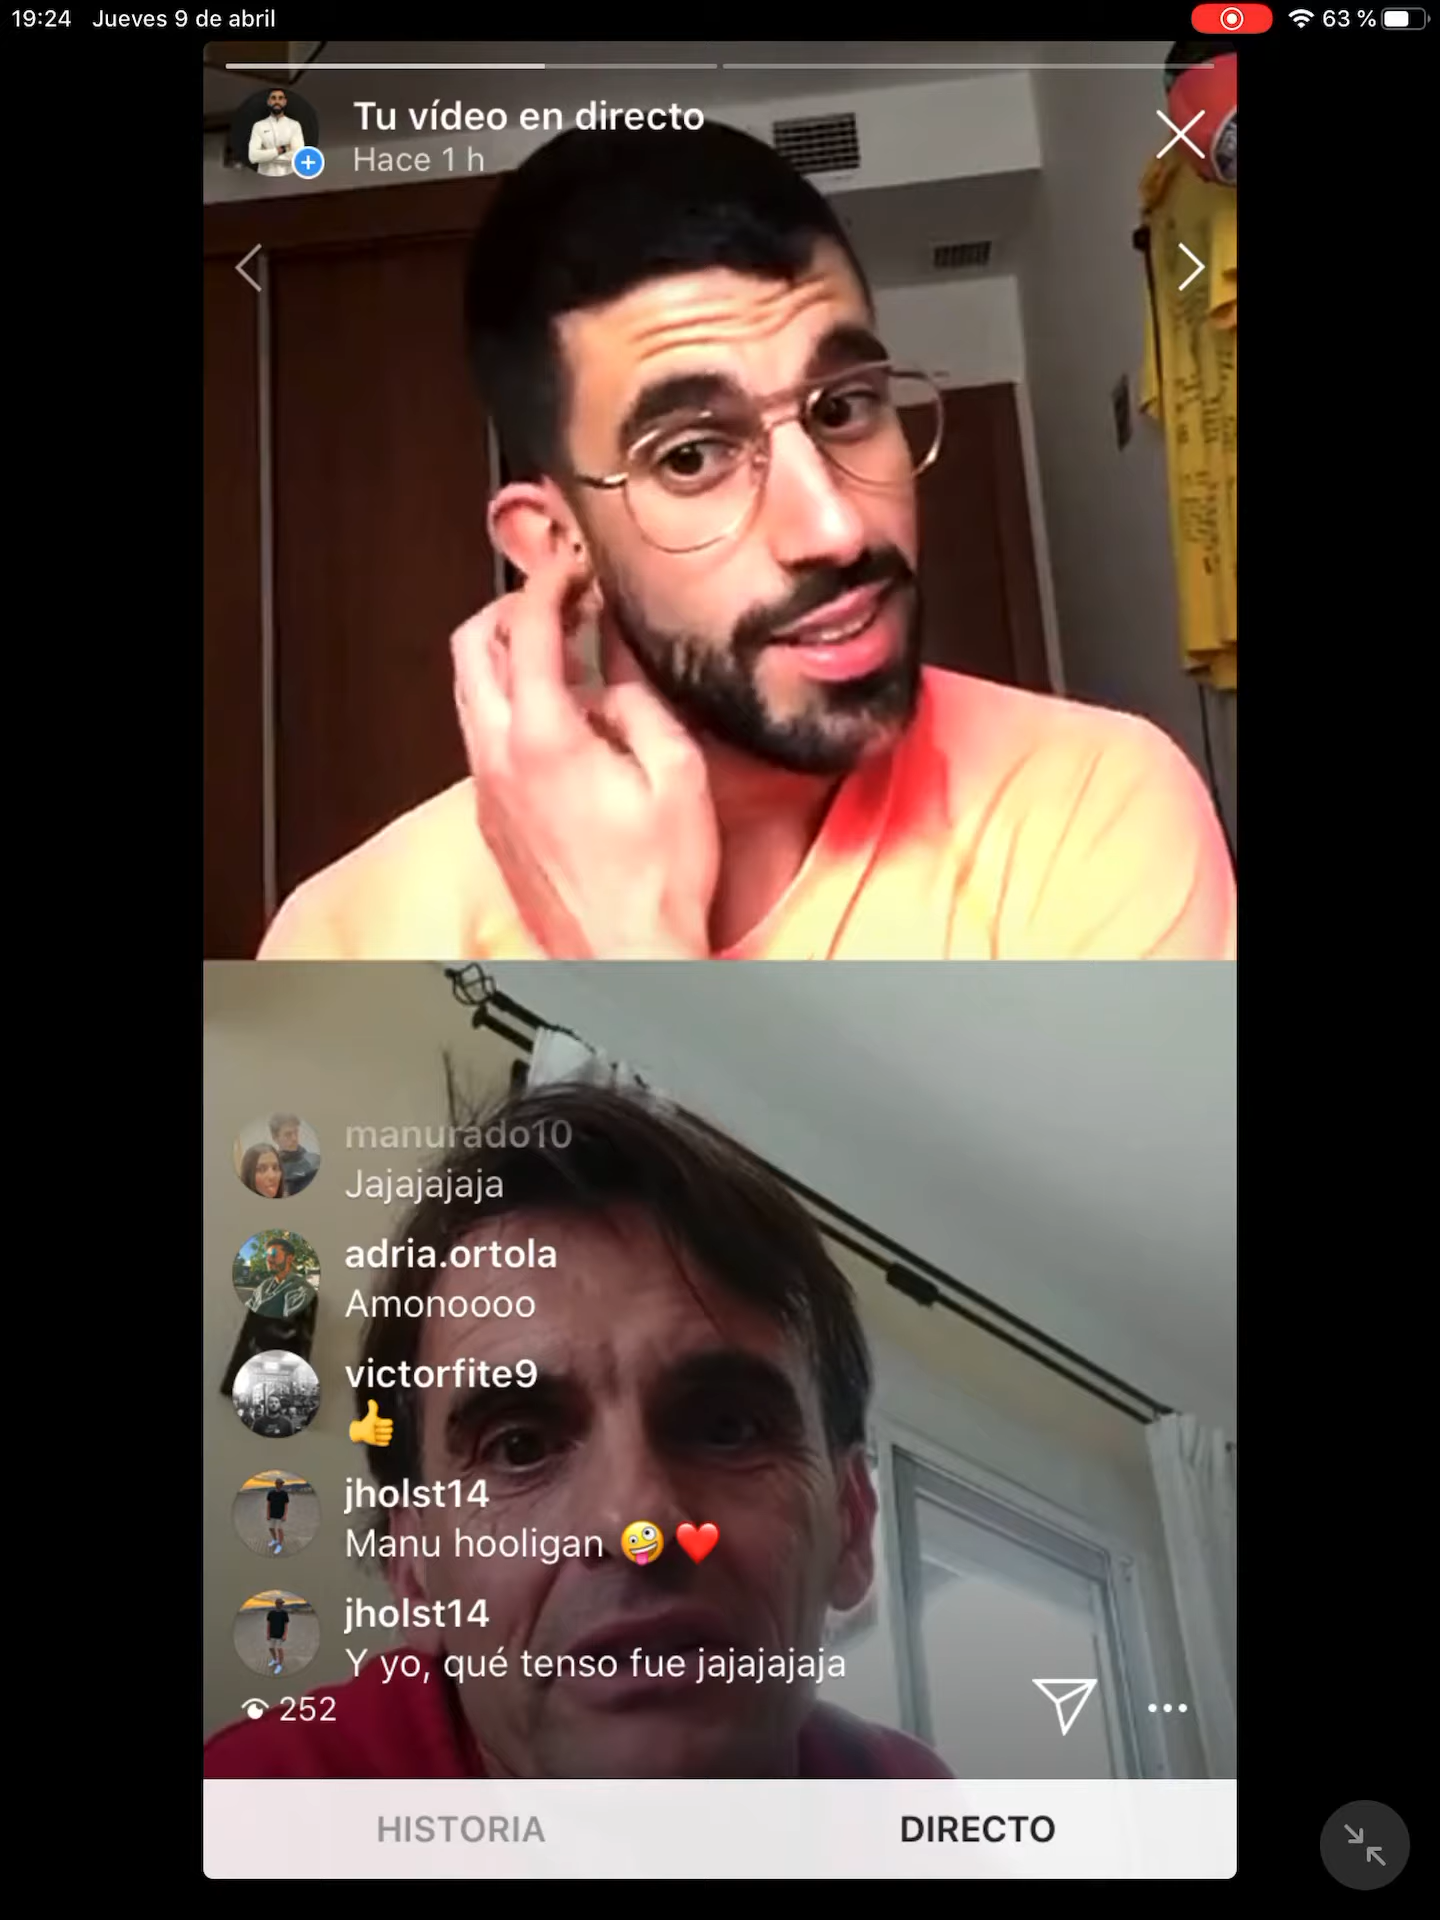 19:24 Jueves 9 de abril 63 %
Tu vídeo en directo
Hace 1 h
manurado10
Jajajajaja
adria.ortola
Amonoooo
victorfite9
👍
jholst14
Manu hooligan 🤪❤️
jholst14
Y yo, qué tenso fue jajajajaja
252
HISTORIA DIRECTO